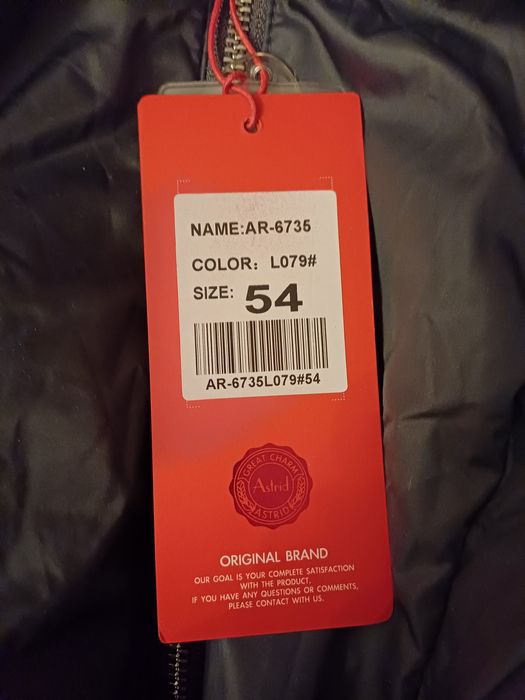 NAME:AR-6735
COLOR: L079#
SIZE: 54
AR-6735L079#54
GREAT CHARM
Astrid
ASTRID
ORIGINAL BRAND
OUR GOAL IS YOUR COMPLETE SATISFACTION
WITH THE PRODUCT.
IF YOU HAVE ANY QUESTIONS OR COMMENTS,
PLEASE CONTACT WITH US.